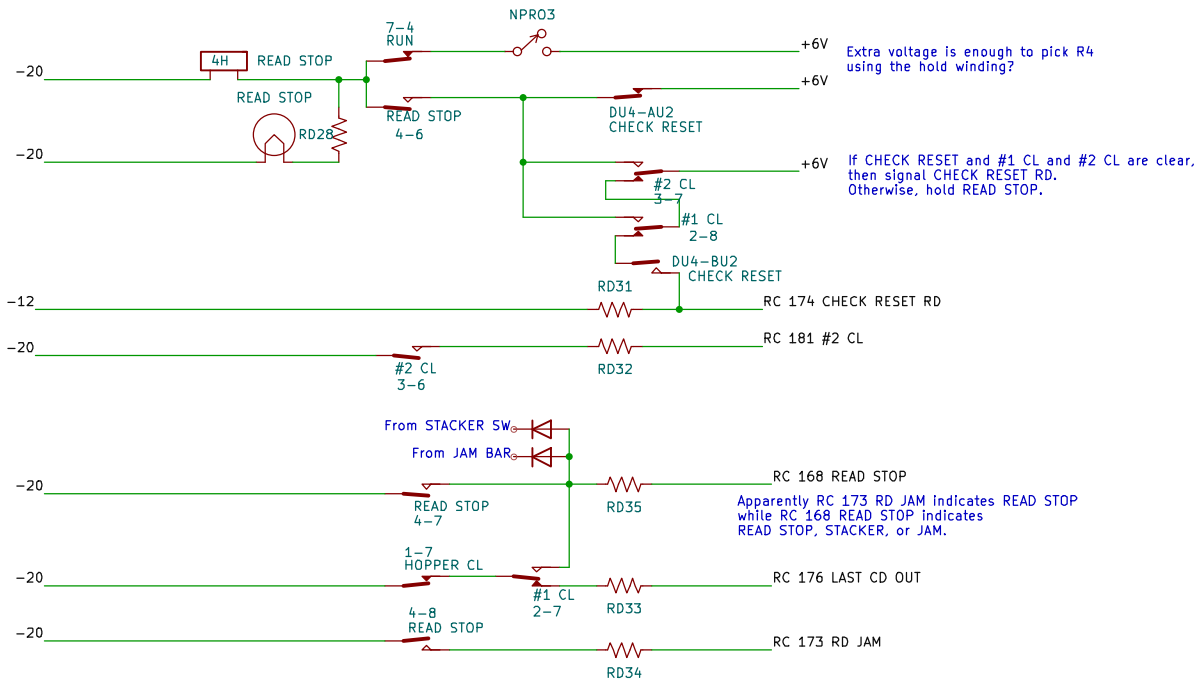 NPRO3
7-4
RUN
+6V
4H
READ STOP
Extra voltage is enough to pick R4
using the hold winding?
-20
+6V
READ STOP
READ STOP
4-6
DU4-AU2
CHECK RESET
RD28
-20
+6V
If CHECK RESET and #1 CL and #2 CL are clear,
then signal CHECK RESET RD.
Otherwise, hold READ STOP.
#2 CL
3-7
#1 CL
2-8
DU4-BU2
CHECK RESET
RD31
-12
RC 174 CHECK RESET RD
-20
RC 181 #2 CL
#2 CL
3-6
RD32
From STACKER SW
From JAM BAR
-20
RC 168 READ STOP
READ STOP
4-7
RD35
Apparently RC 173 RD JAM indicates READ STOP
while RC 168 READ STOP indicates
READ STOP, STACKER, or JAM.
1-7
HOPPER CL
-20
RC 176 LAST CD OUT
#1 CL
2-7
RD33
4-8
READ STOP
-20
RC 173 RD JAM
RD34